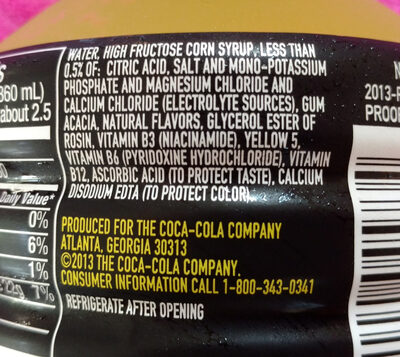 WATER, HIGH FRUCTOSE CORN SYRUP, LESS THAN
0.5% OF: CITRIC ACID, SALT AND MONO-POTASSIUM
PHOSPHATE AND MAGNESIUM CHLORIDE AND
CALCIUM CHLORIDE (ELECTROLYTE SOURCES), GUM
ACACIA, NATURAL FLAVORS, GLYCEROL ESTER OF
ROSIN, VITAMIN B3 (NIACINAMIDE), YELLOW 5,
VITAMIN B6 (PYRIDOXINE HYDROCHLORIDE), VITAMIN
B12, ASCORBIC ACID (TO PROTECT TASTE), CALCIUM
DISODIUM EDTA (TO PROTECT COLOR).
PRODUCED FOR THE COCA-COLA COMPANY
ATLANTA, GEORGIA 30313
©2013 THE COCA-COLA COMPANY.
CONSUMER INFORMATION CALL 1-800-343-0341
REFRIGERATE AFTER OPENING
360 mL)
about 2.5
Daily Value*
0%
6%
1%
7%
2013-
PROO